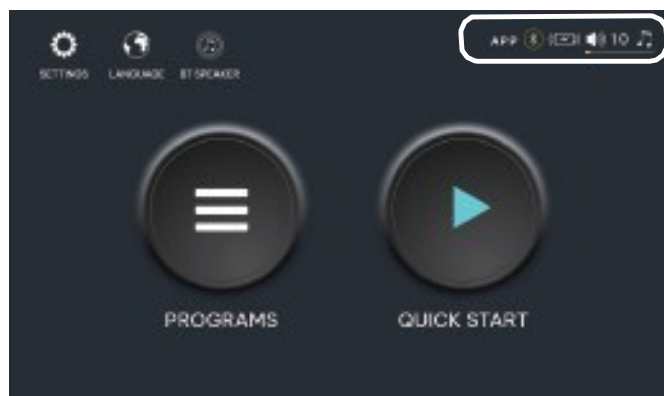 APP 10
SETTINGS LANGUAGE BT SPEAKER
PROGRAMS QUICK START